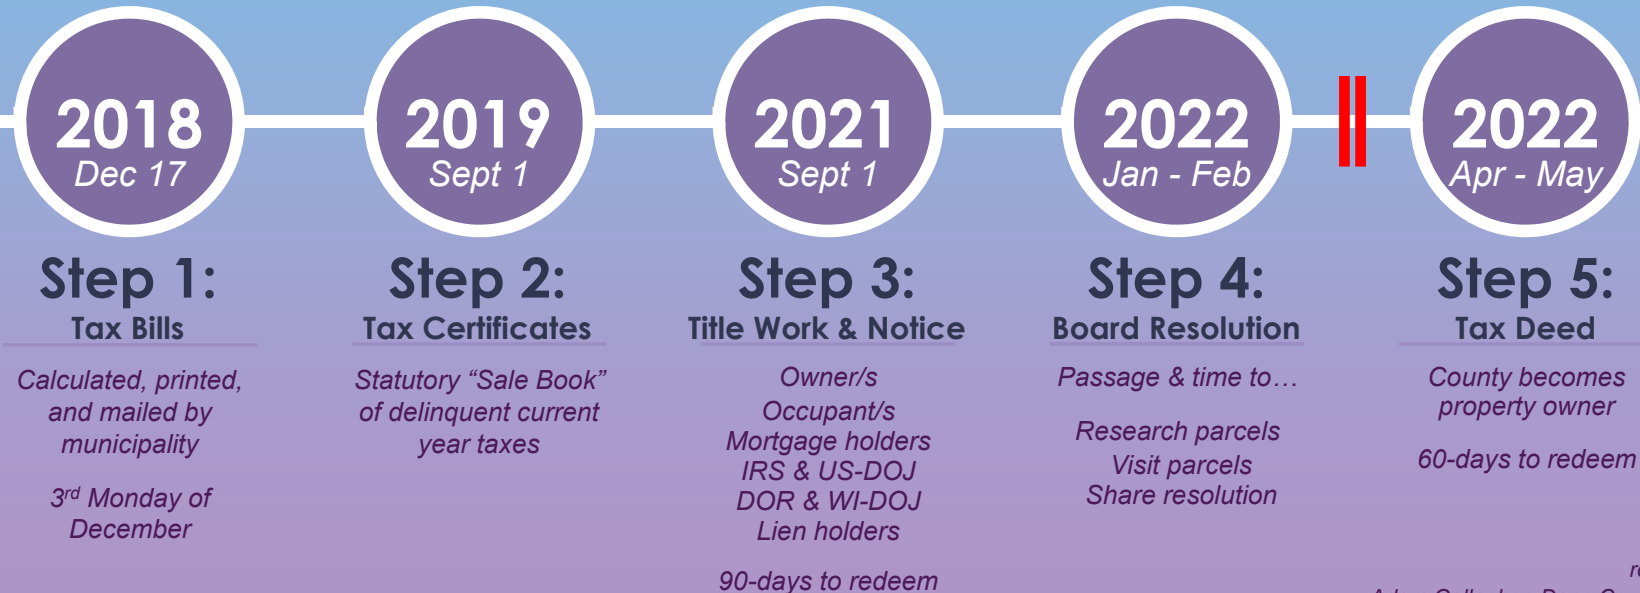 2018
Dec 17
Step 1:
Tax Bills
Calculated, printed,
and mailed by
municipality
3rd Monday of
December
2019
Sept 1
Step 2:
Tax Certificates
Statutory “Sale Book”
of delinquent current
year taxes
2021
Sept 1
Step 3:
Title Work & Notice
Owner/s
Occupant/s
Mortgage holders
IRS & US-DOJ
DOR & WI-DOJ
Lien holders
90-days to redeem
2022
Jan - Feb
Step 4:
Board Resolution
Passage & time to…
Research parcels
Visit parcels
Share resolution
2022
Apr - May
Step 5:
Tax Deed
County becomes
property owner
60-days to redeem